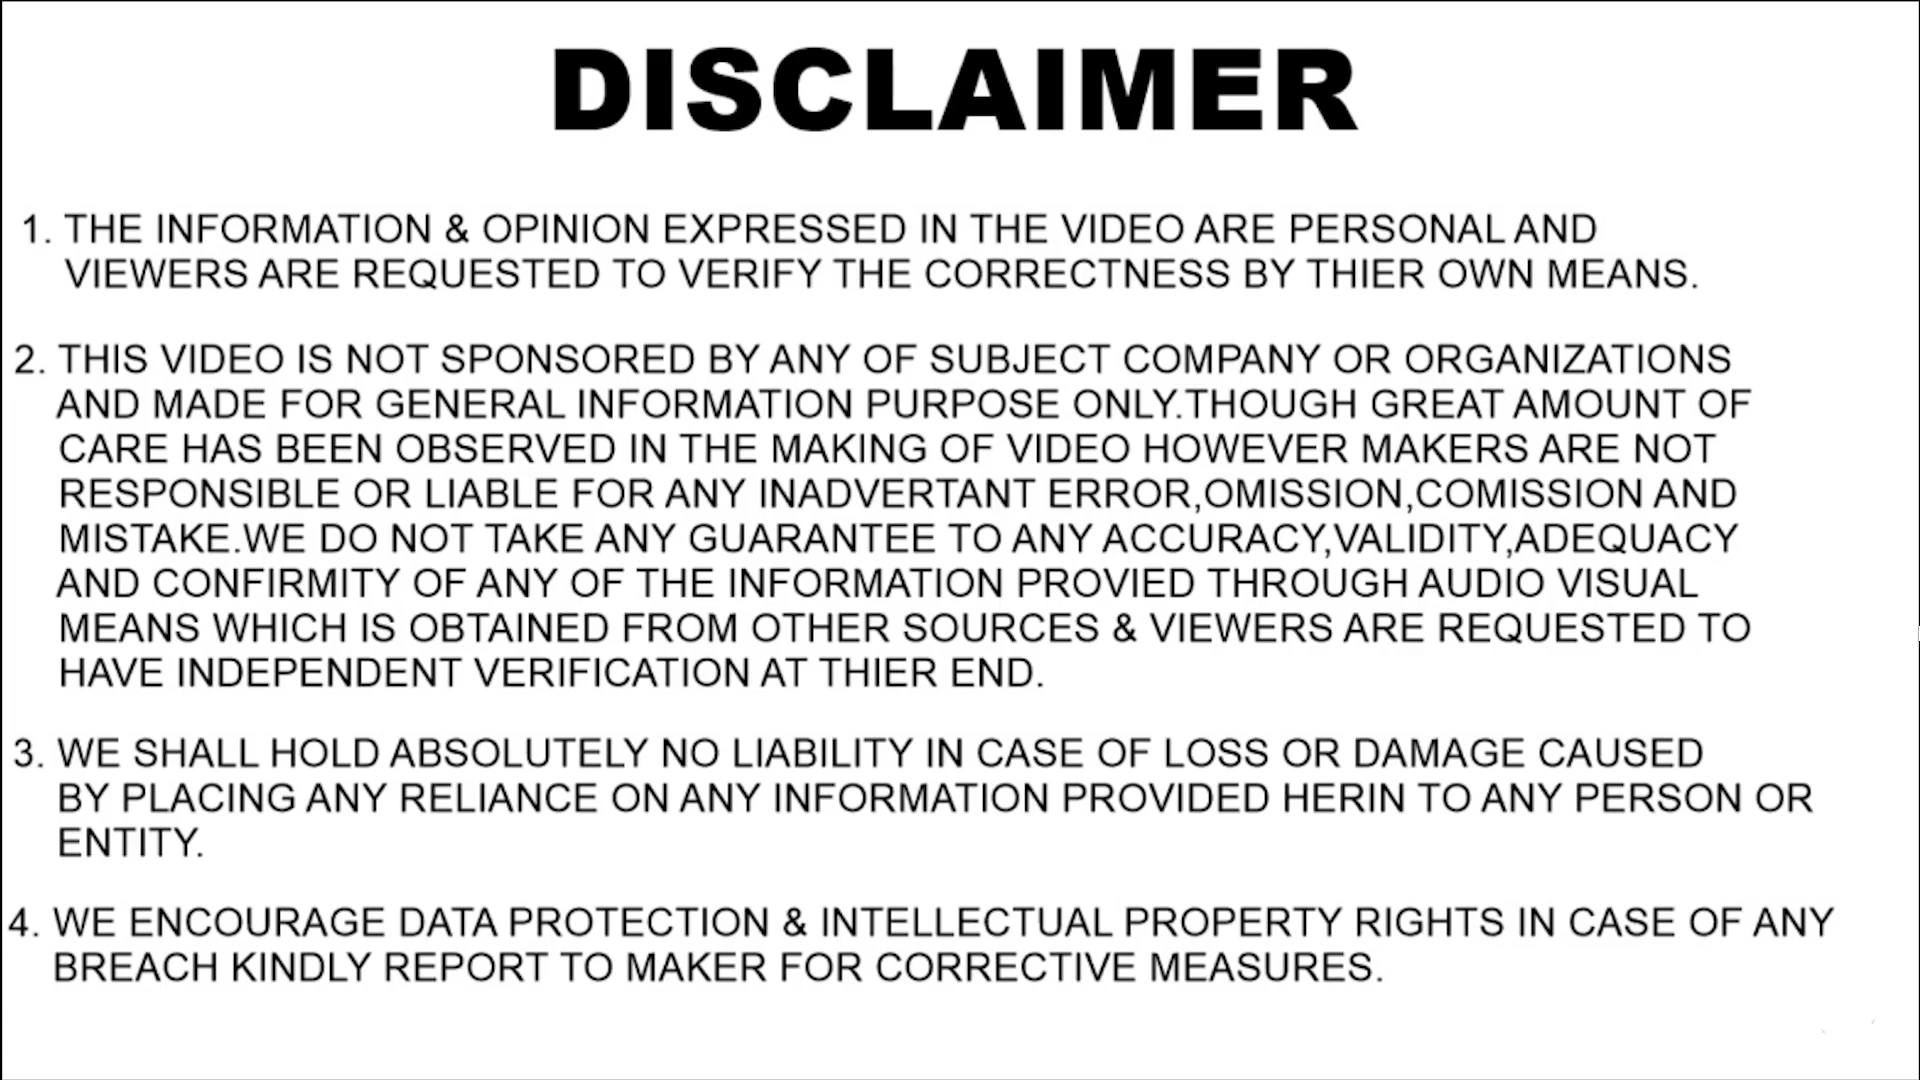 DISCLAIMER
1. THE INFORMATION & OPINION EXPRESSED IN THE VIDEO ARE PERSONAL AND
VIEWERS ARE REQUESTED TO VERIFY THE CORRECTNESS BY THIER OWN MEANS.
2. THIS VIDEO IS NOT SPONSORED BY ANY OF SUBJECT COMPANY OR ORGANIZATIONS
AND MADE FOR GENERAL INFORMATION PURPOSE ONLY.THOUGH GREAT AMOUNT OF
CARE HAS BEEN OBSERVED IN THE MAKING OF VIDEO HOWEVER MAKERS ARE NOT
RESPONSIBLE OR LIABLE FOR ANY INADVERTANT ERROR,OMISSION,COMISSION AND
MISTAKE.WE DO NOT TAKE ANY GUARANTEE TO ANY ACCURACY,VALIDITY,ADEQUACY
AND CONFIRMITY OF ANY OF THE INFORMATION PROVIED THROUGH AUDIO VISUAL
MEANS WHICH IS OBTAINED FROM OTHER SOURCES & VIEWERS ARE REQUESTED TO
HAVE INDEPENDENT VERIFICATION AT THIER END.
3. WE SHALL HOLD ABSOLUTELY NO LIABILITY IN CASE OF LOSS OR DAMAGE CAUSED
BY PLACING ANY RELIANCE ON ANY INFORMATION PROVIDED HERIN TO ANY PERSON OR
ENTITY.
4. WE ENCOURAGE DATA PROTECTION & INTELLECTUAL PROPERTY RIGHTS IN CASE OF ANY
BREACH KINDLY REPORT TO MAKER FOR CORRECTIVE MEASURES.